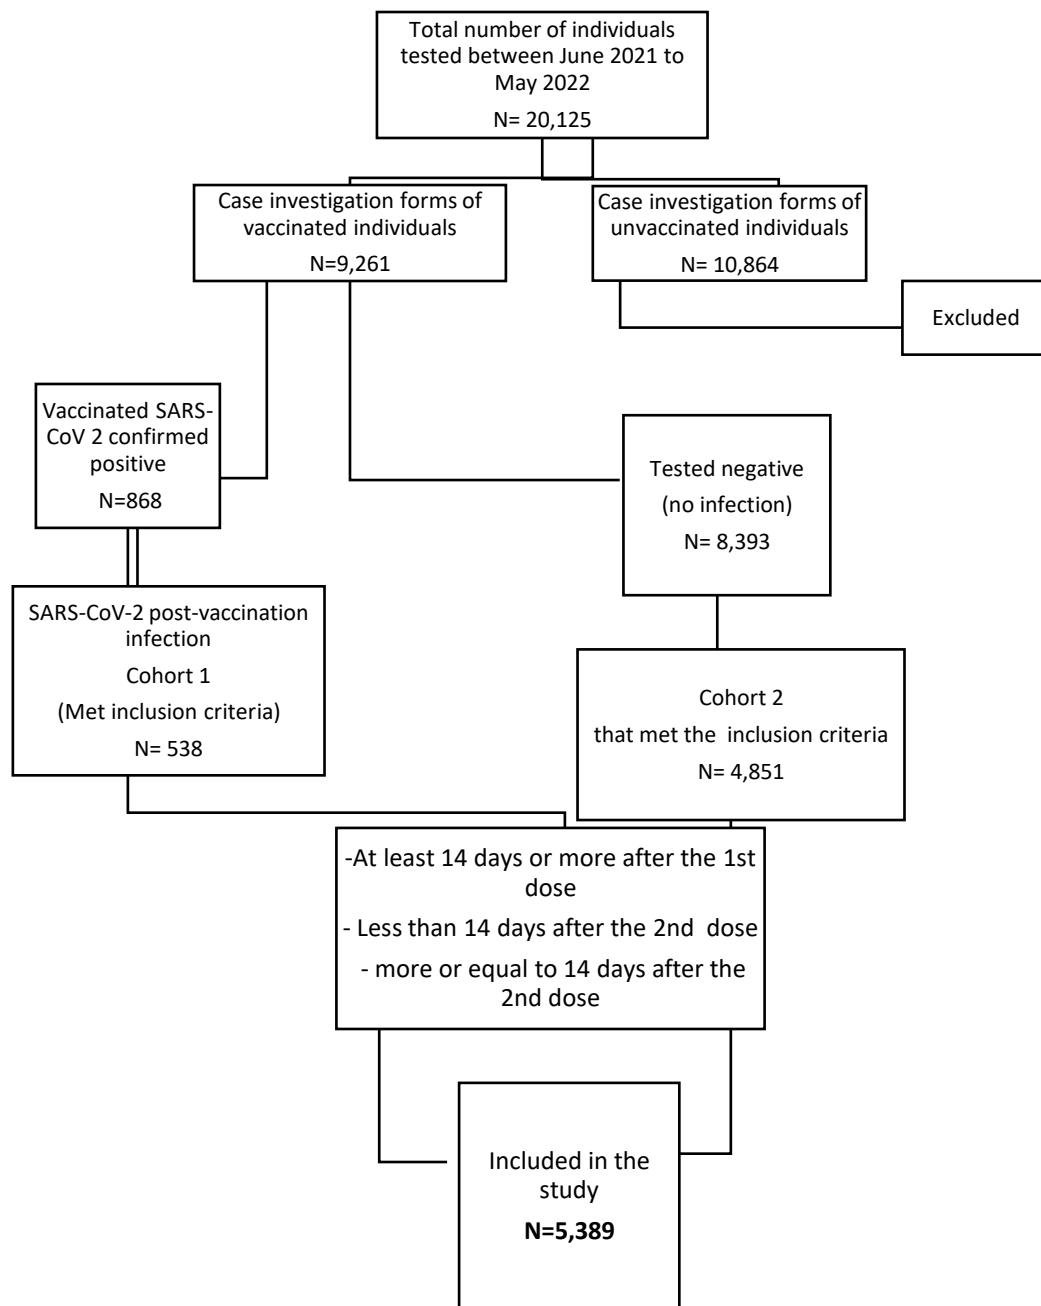 Total number of individuals
tested between June 2021 to
May 2022
N= 20,125
Case investigation forms of
vaccinated individuals
N=9,261
Case investigation forms of
unvaccinated individuals
N= 10,864
Excluded
Vaccinated SARS-
CoV 2 confirmed
positive
N=868
Tested negative
(no infection)
N= 8,393
SARS-CoV-2 post-vaccination
infection
Cohort 1
(Met inclusion criteria)
N= 538
Cohort 2
that met the inclusion criteria
N= 4,851
-At least 14 days or more after the 1st
dose
- Less than 14 days after the 2nd dose
- more or equal to 14 days after the
2nd dose
Included in the
study
N=5,389